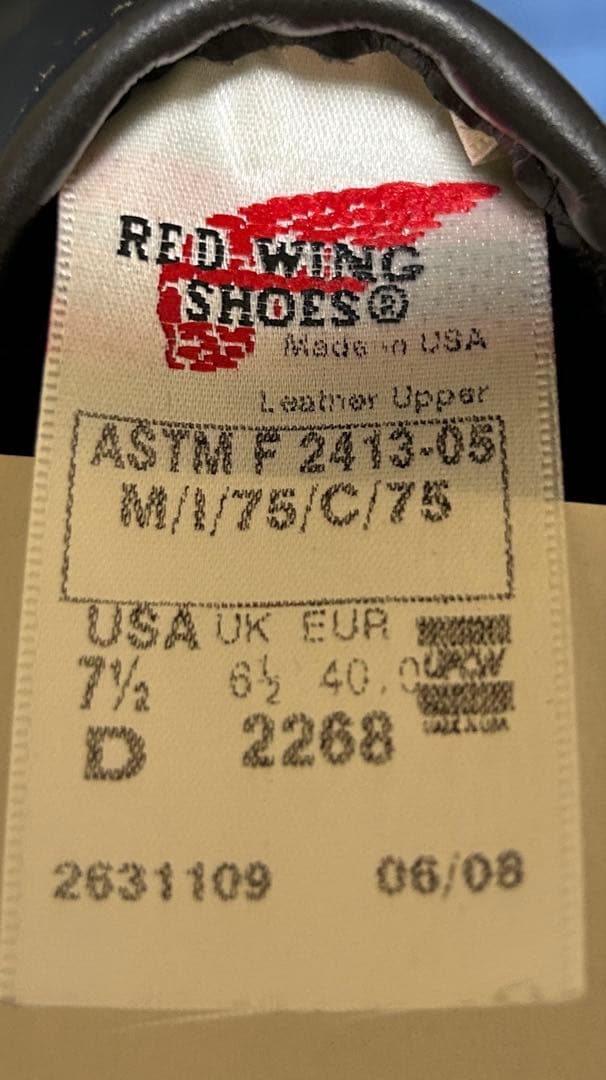 RED WING
SHOES®
Made in USA
Leather Upper
ASTM F 2413-05
M/I/75/C/75
USA UK EUR
7½ 6½ 40.0
D 2268
2631109 06/08